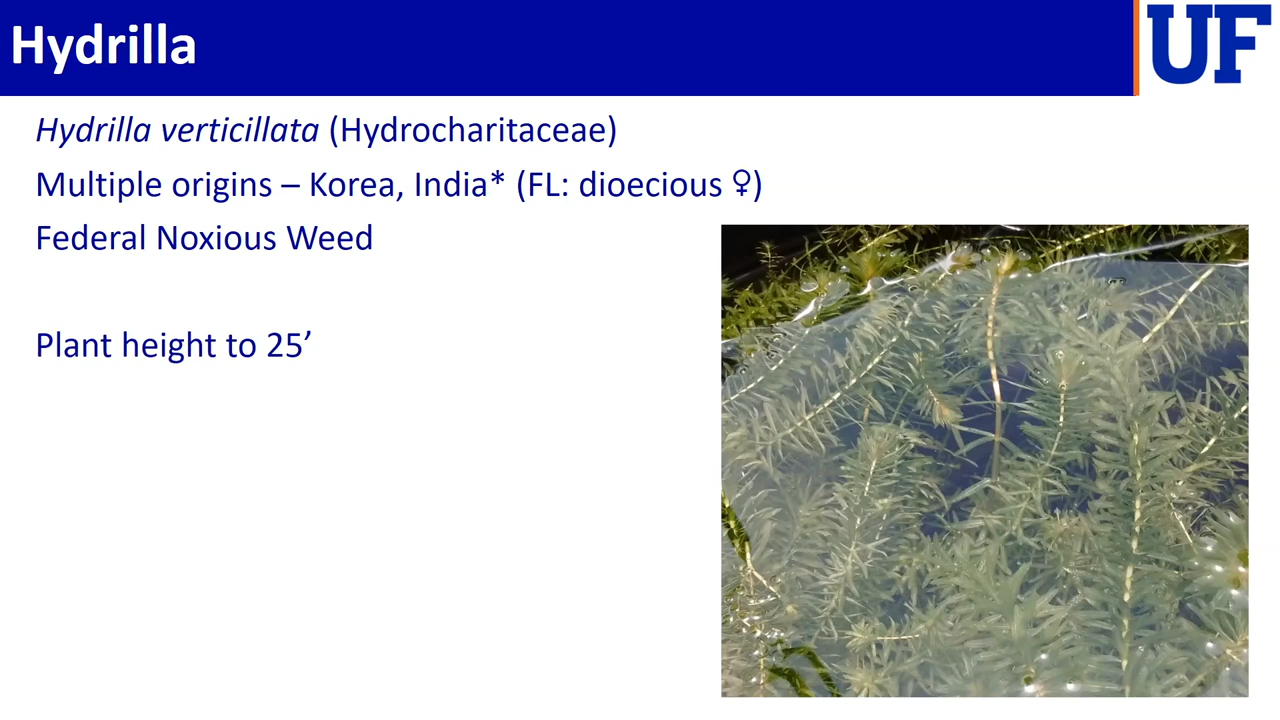 Hydrilla
UF
Hydrilla verticillata (Hydrocharitaceae)
Multiple origins – Korea, India* (FL: dioecious ♀)
Federal Noxious Weed
Plant height to 25’